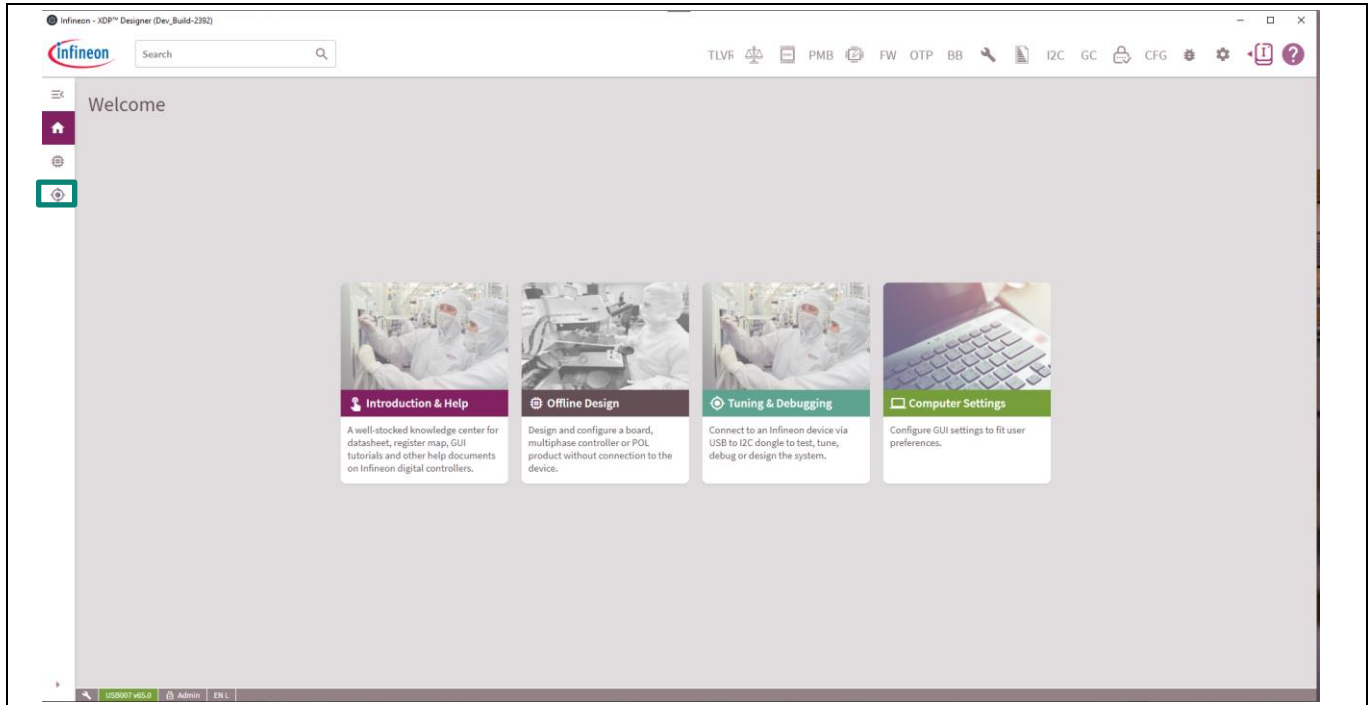 Infineon - XDP™ Designer (Dev_Build-2392)
infineon
Search
TLVR PMB FW OTP BB I2C GC CFG
Welcome
Introduction & Help
A well-stocked knowledge center for
datasheet, register map, GUI
tutorials and other help documents
on Infineon digital controllers.
Offline Design
Design and configure a board,
multiphase controller or POL
product without connection to the
device.
Tuning & Debugging
Connect to an Infineon device via
USB to I2C dongle to test, tune,
debug or design the system.
Computer Settings
Configure GUI settings to fit user
preferences.
USB007 v65.0 Admin EN L